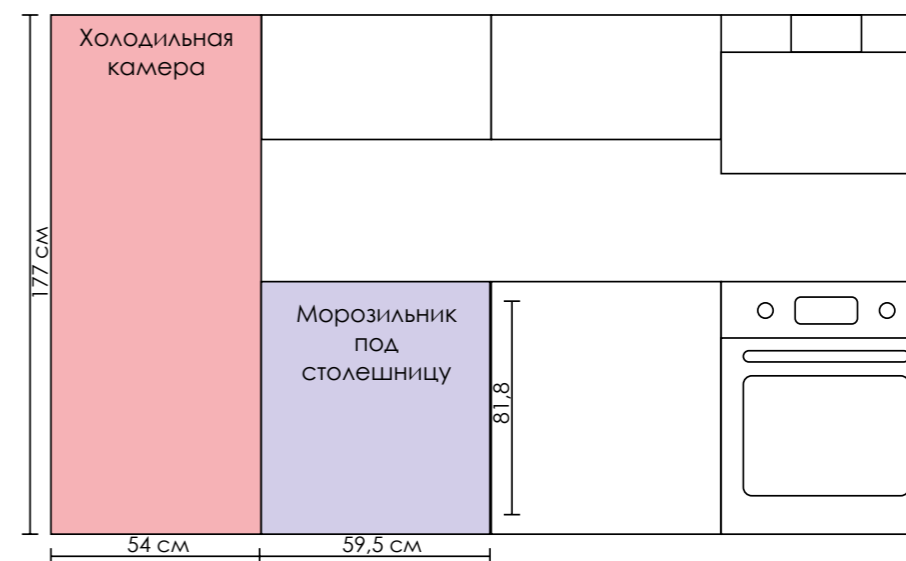 Холодильная
камера
177 см
Морозильник
под
столешницу
81,8
54 см
59,5 см